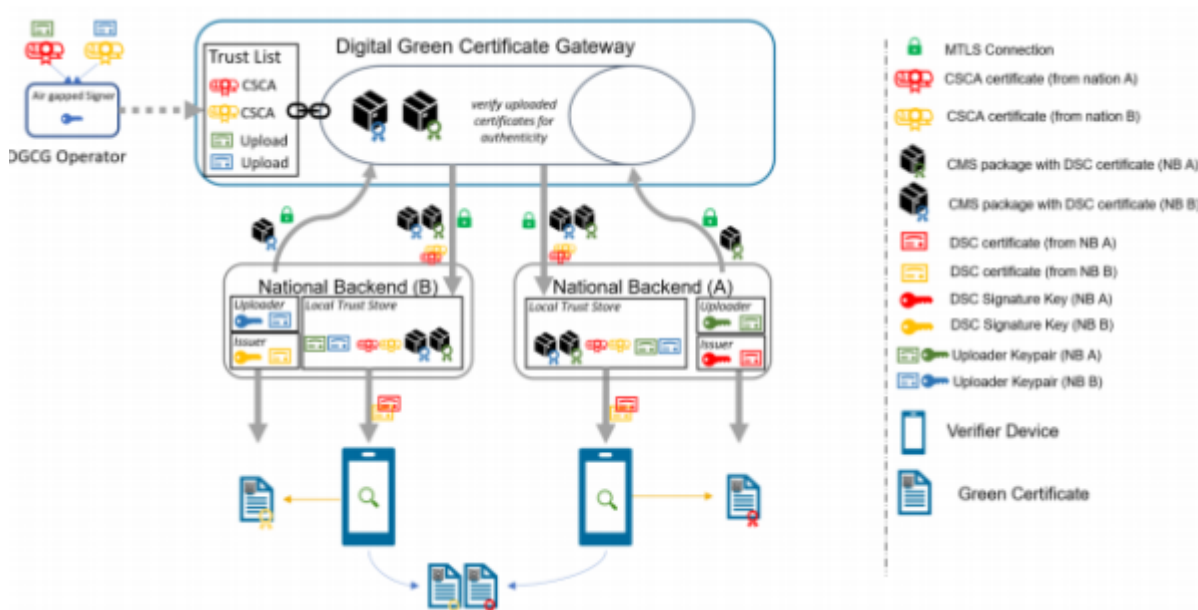 Digital Green Certificate Gateway
Trust List
CSCA
CSCA
Upload
Upload
Air gapped Signer
DGCG Operator
verify uploaded
certificates for
authenticity
National Backend (B)
Uploader
Local Trust Store
Issuer
National Backend (A)
Local Trust Store
Uploader
Issuer
MTLS Connection
CSCA certificate (from nation A)
CSCA certificate (from nation B)
CMS package with DSC certificate (NB A)
CMS package with DSC certificate (NB B)
DSC certificate (from NB A)
DSC certificate (from NB B)
DSC Signature Key (NB A)
DSC Signature Key (NB B)
Uploader Keypair (NB A)
Uploader Keypair (NB B)
Verifier Device
Green Certificate